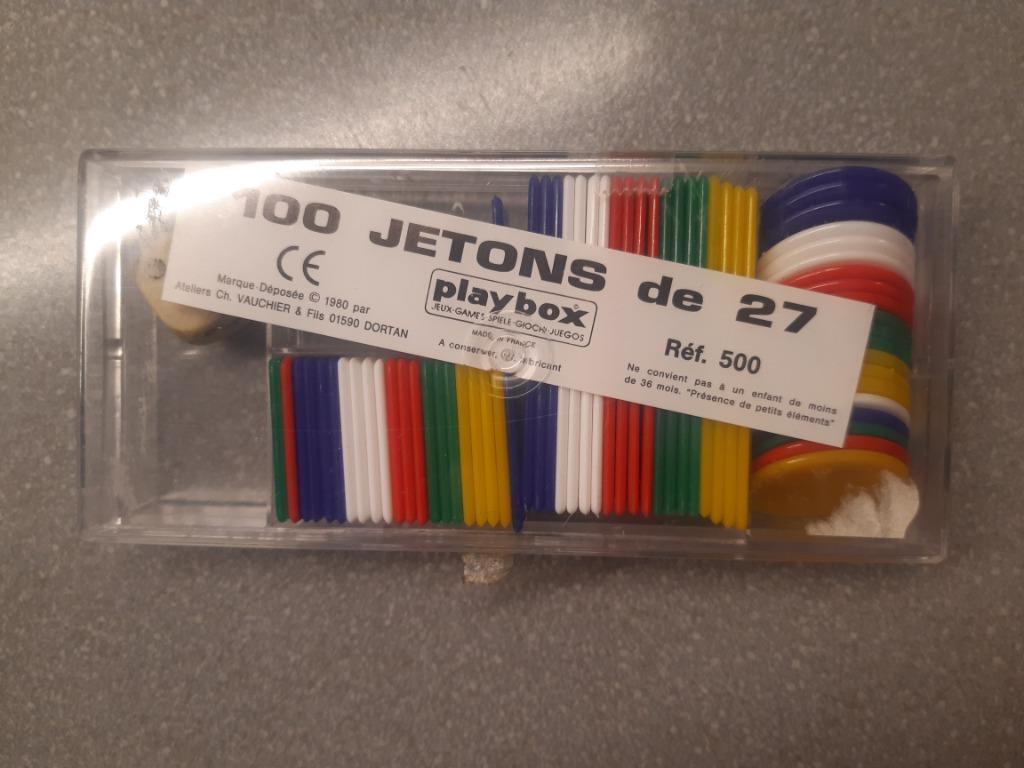 100 JETONS de 27
CE
Marque Déposée © 1980 par
Ateliers Ch. VAUCHIER & Fils 01590 DORTAN
playbox
JEUX-GAMES-SPIELE-GIOCHI-JUEGOS
MADE IN FRANCE
A conserver, fabricant
Réf. 500
Ne convient pas à un enfant de moins
de 36 mois. "Présence de petits éléments"